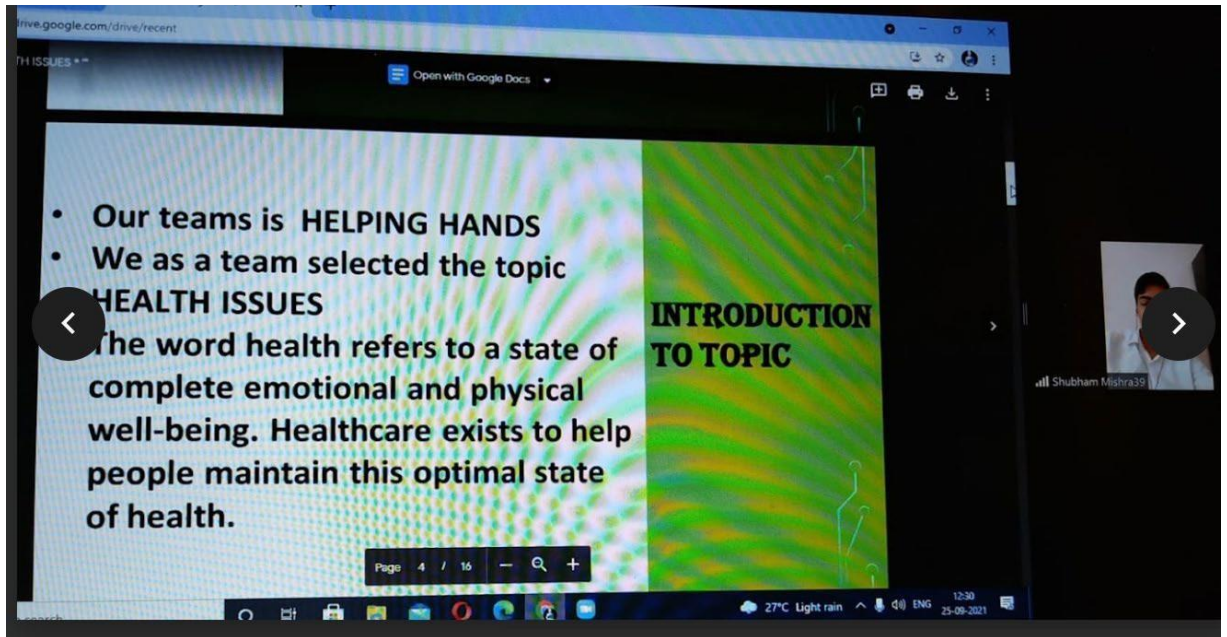 drive.google.com/drive/recent
TH ISSUES
Open with Google Docs
• Our teams is HELPING HANDS
• We as a team selected the topic
HEALTH ISSUES
The word health refers to a state of
complete emotional and physical
well-being. Healthcare exists to help
people maintain this optimal state
of health.
INTRODUCTION
TO TOPIC
Shubham Mishra39
Page 4 / 16
27°C Light rain
ENG
12:30
25-09-2021